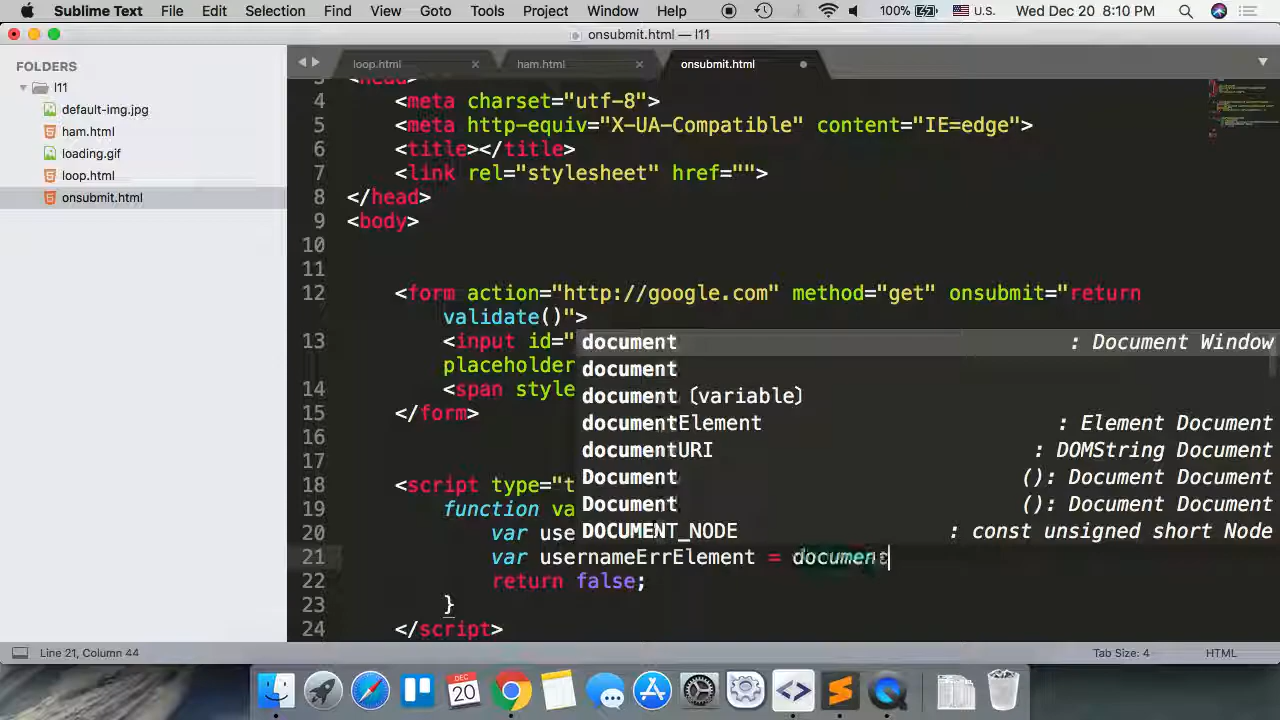 Sublime Text File Edit Selection Find View Goto Tools Project Window Help 100% U.S. Wed Dec 20 8:10 PM
onsubmit.html — l11
FOLDERS
l11
default-img.jpg
ham.html
loading.gif
loop.html
onsubmit.html
loop.html × ham.html × onsubmit.html
3 <head>
4 <meta charset="utf-8">
5 <meta http-equiv="X-UA-Compatible" content="IE=edge">
6 <title></title>
7 <link rel="stylesheet" href="">
8 </head>
9 <body>
10
11
12 <form action="http://google.com" method="get" onsubmit="return
validate()">
13 <input id="
placeholder
14 <span style
15 </form>
16
17
18 <script type="t
19 function va
20 var use
21 var usernameErrElement = document
22 return false;
23 }
24 </script>
document : Document Window
document
document (variable)
documentElement : Element Document
documentURI : DOMString Document
Document (): Document Document
Document (): Document Document
DOCUMENT_NODE : const unsigned short Node
Line 21, Column 44 Tab Size: 4 HTML
DEC
20